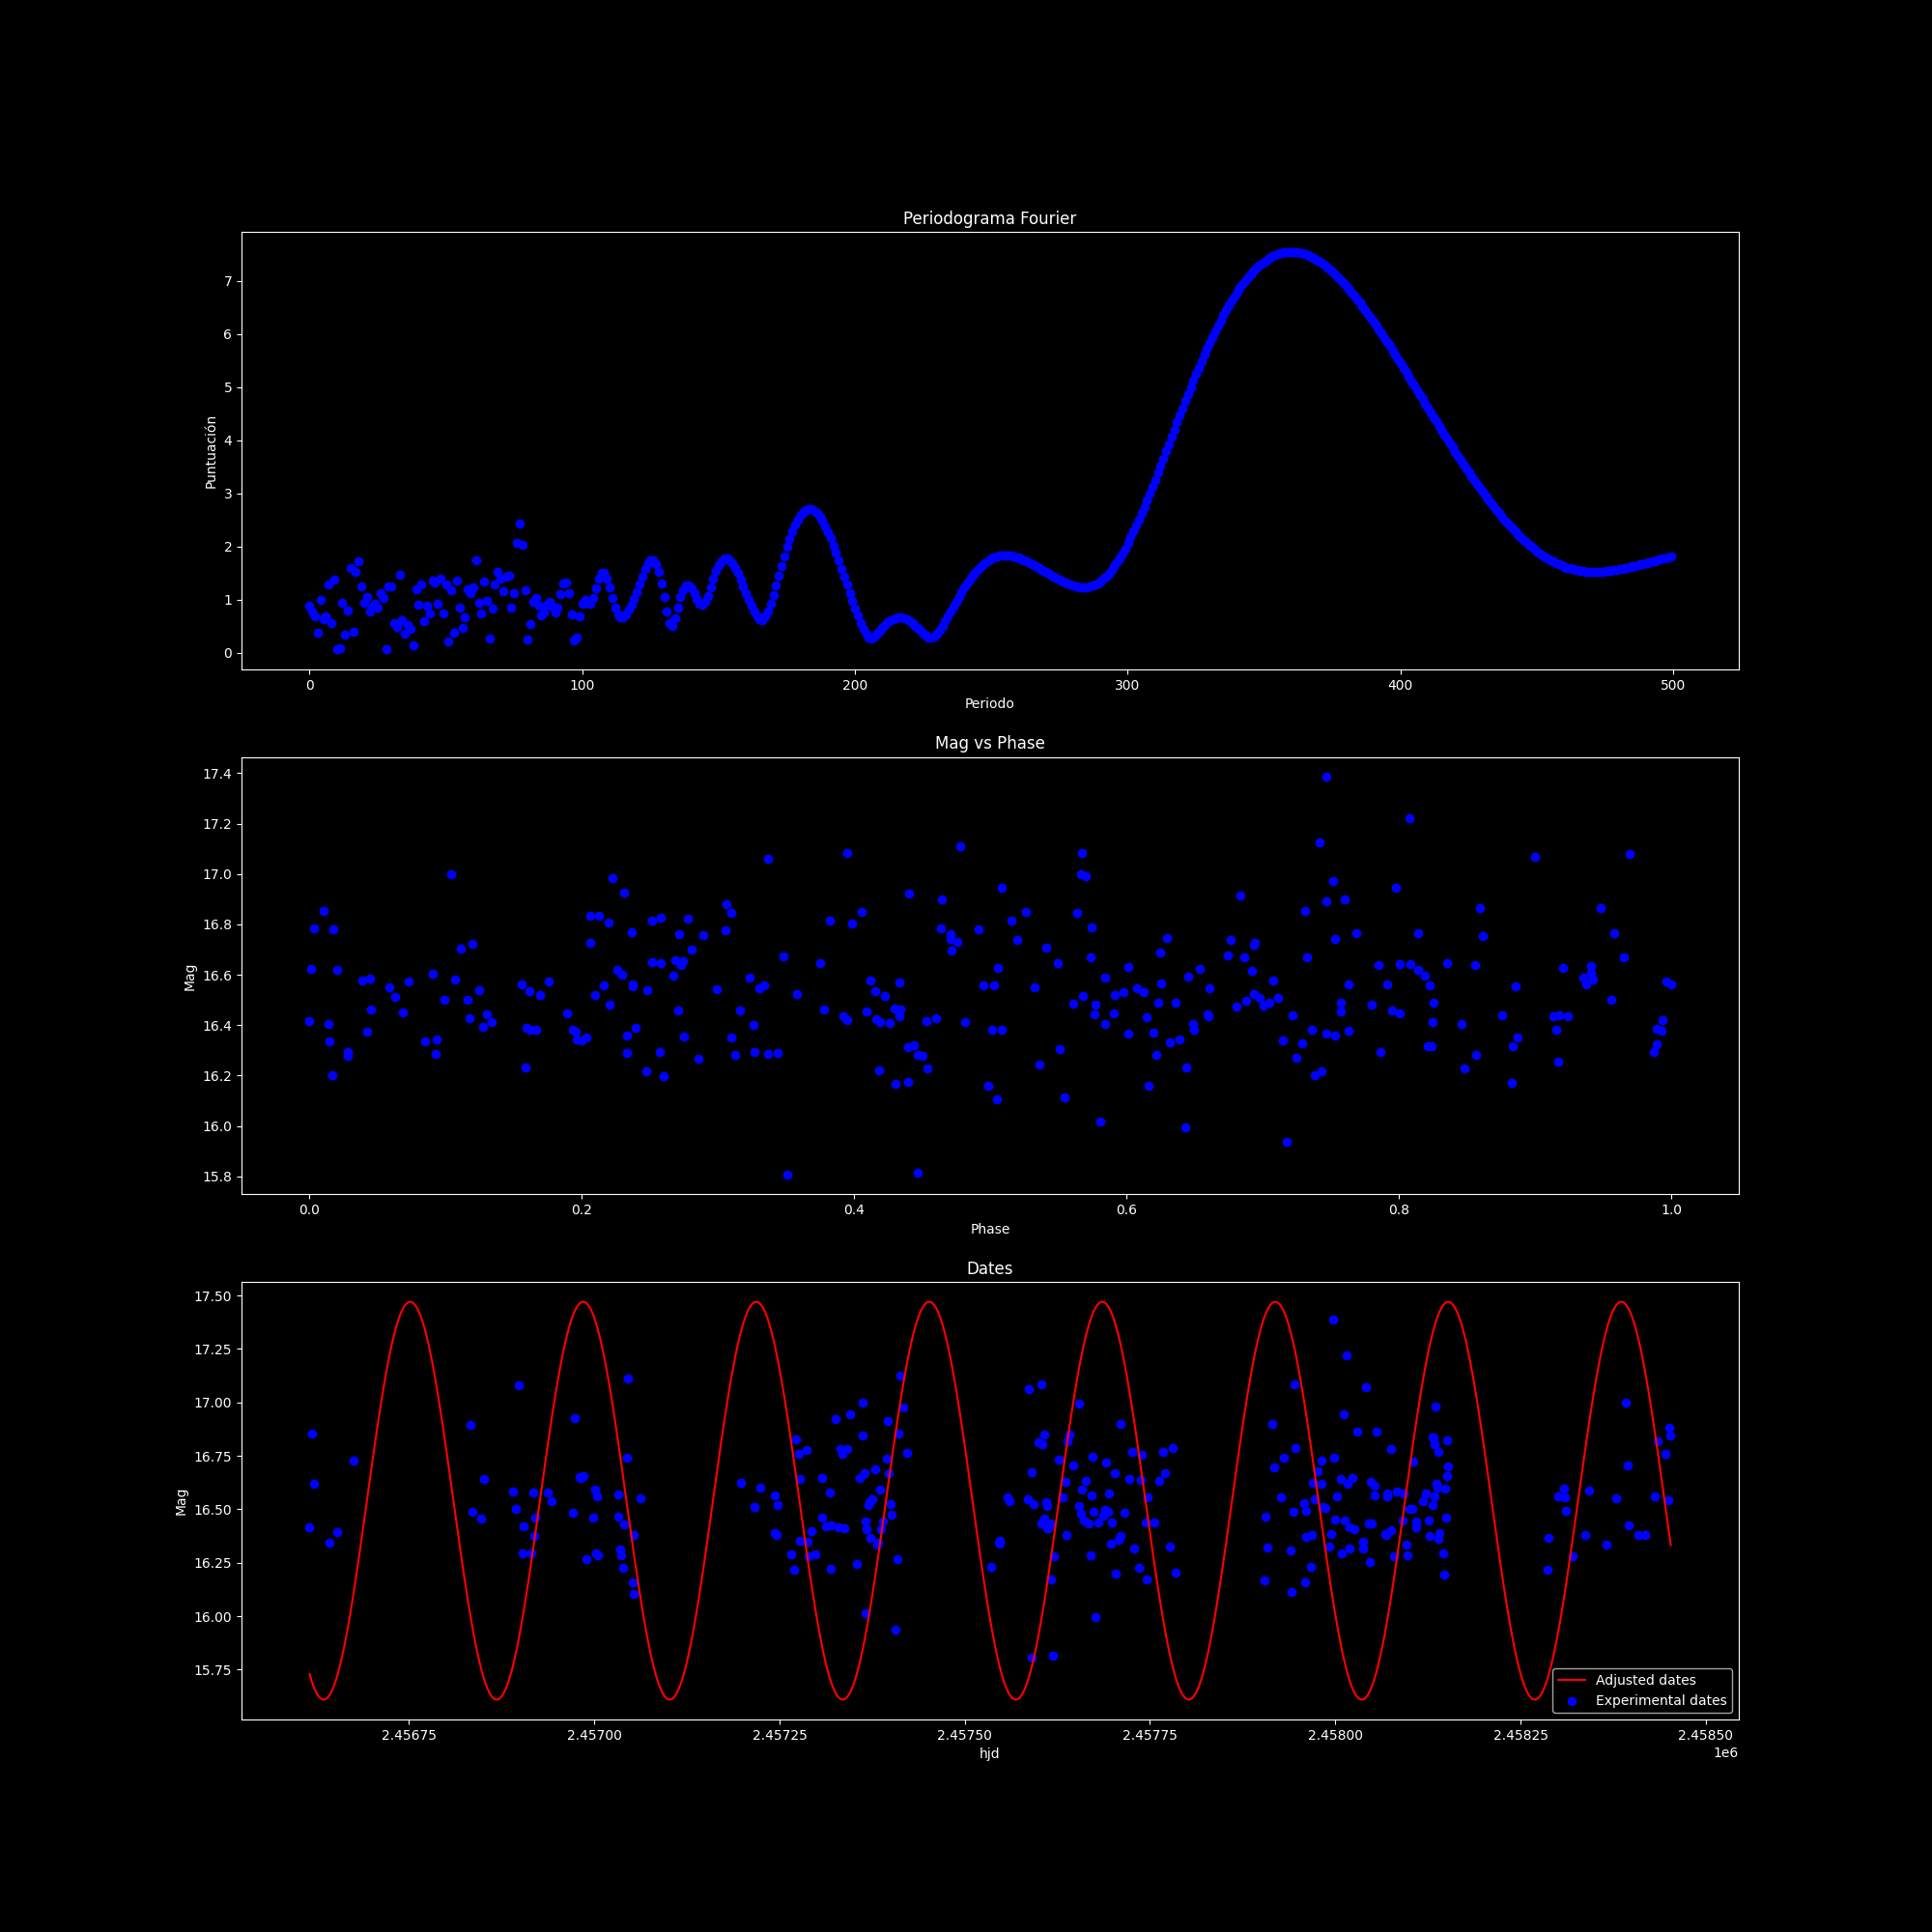 Periodograma Fourier
Puntuación
7
6
5
4
3
2
1
0
0 100 200 300 400 500
Periodo
Mag vs Phase
Mag
17.4
17.2
17.0
16.8
16.6
16.4
16.2
16.0
15.8
0.0 0.2 0.4 0.6 0.8 1.0
Phase
Dates
Mag
17.50
17.25
17.00
16.75
16.50
16.25
16.00
15.75
Adjusted dates
Experimental dates
2.45675 2.45700 2.45725 2.45750 2.45775 2.45800 2.45825 2.45850
hjd
1e6